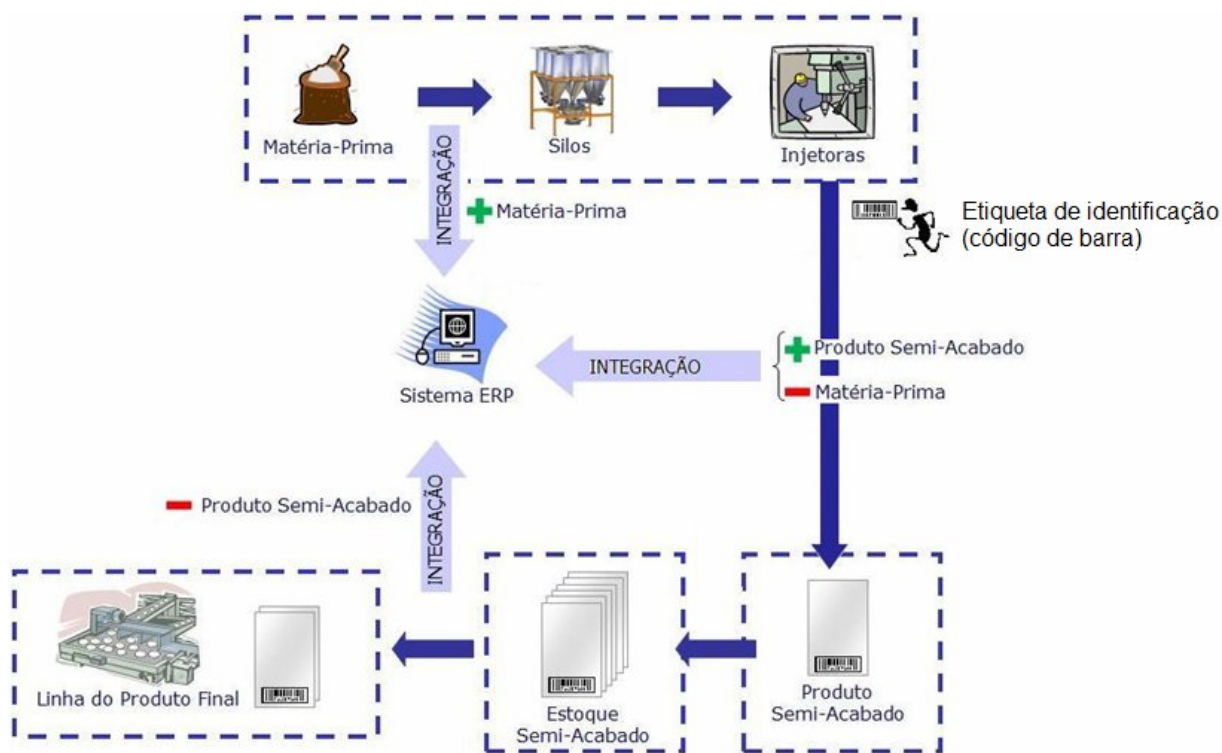 Matéria-Prima
Silos
Injetoras
INTEGRAÇÃO
Matéria-Prima
Etiqueta de identificação
(código de barra)
Sistema ERP
INTEGRAÇÃO
Produto Semi-Acabado
Matéria-Prima
Produto Semi-Acabado
INTEGRAÇÃO
Linha do Produto Final
Estoque
Semi-Acabado
Produto
Semi-Acabado